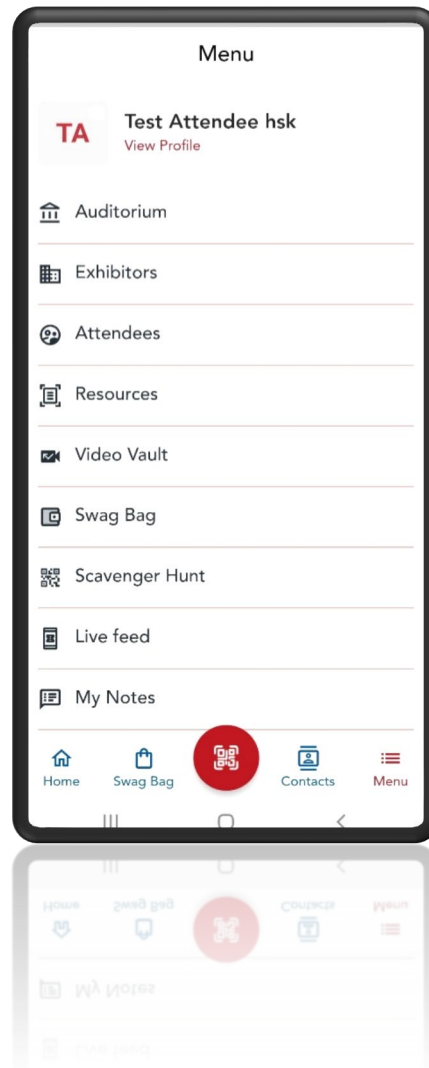 Menu
TA
Test Attendee hsk
View Profile
Auditorium
Exhibitors
Attendees
Resources
Video Vault
Swag Bag
Scavenger Hunt
Live feed
My Notes
Home
Swag Bag
Contacts
Menu